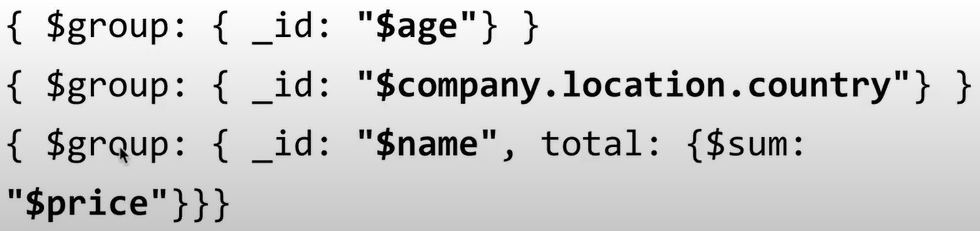 { $group: { _id: "$age"} }
{ $group: { _id: "$company.location.country"} }
{ $group: { _id: "$name", total: {$sum:
"$price"}}}